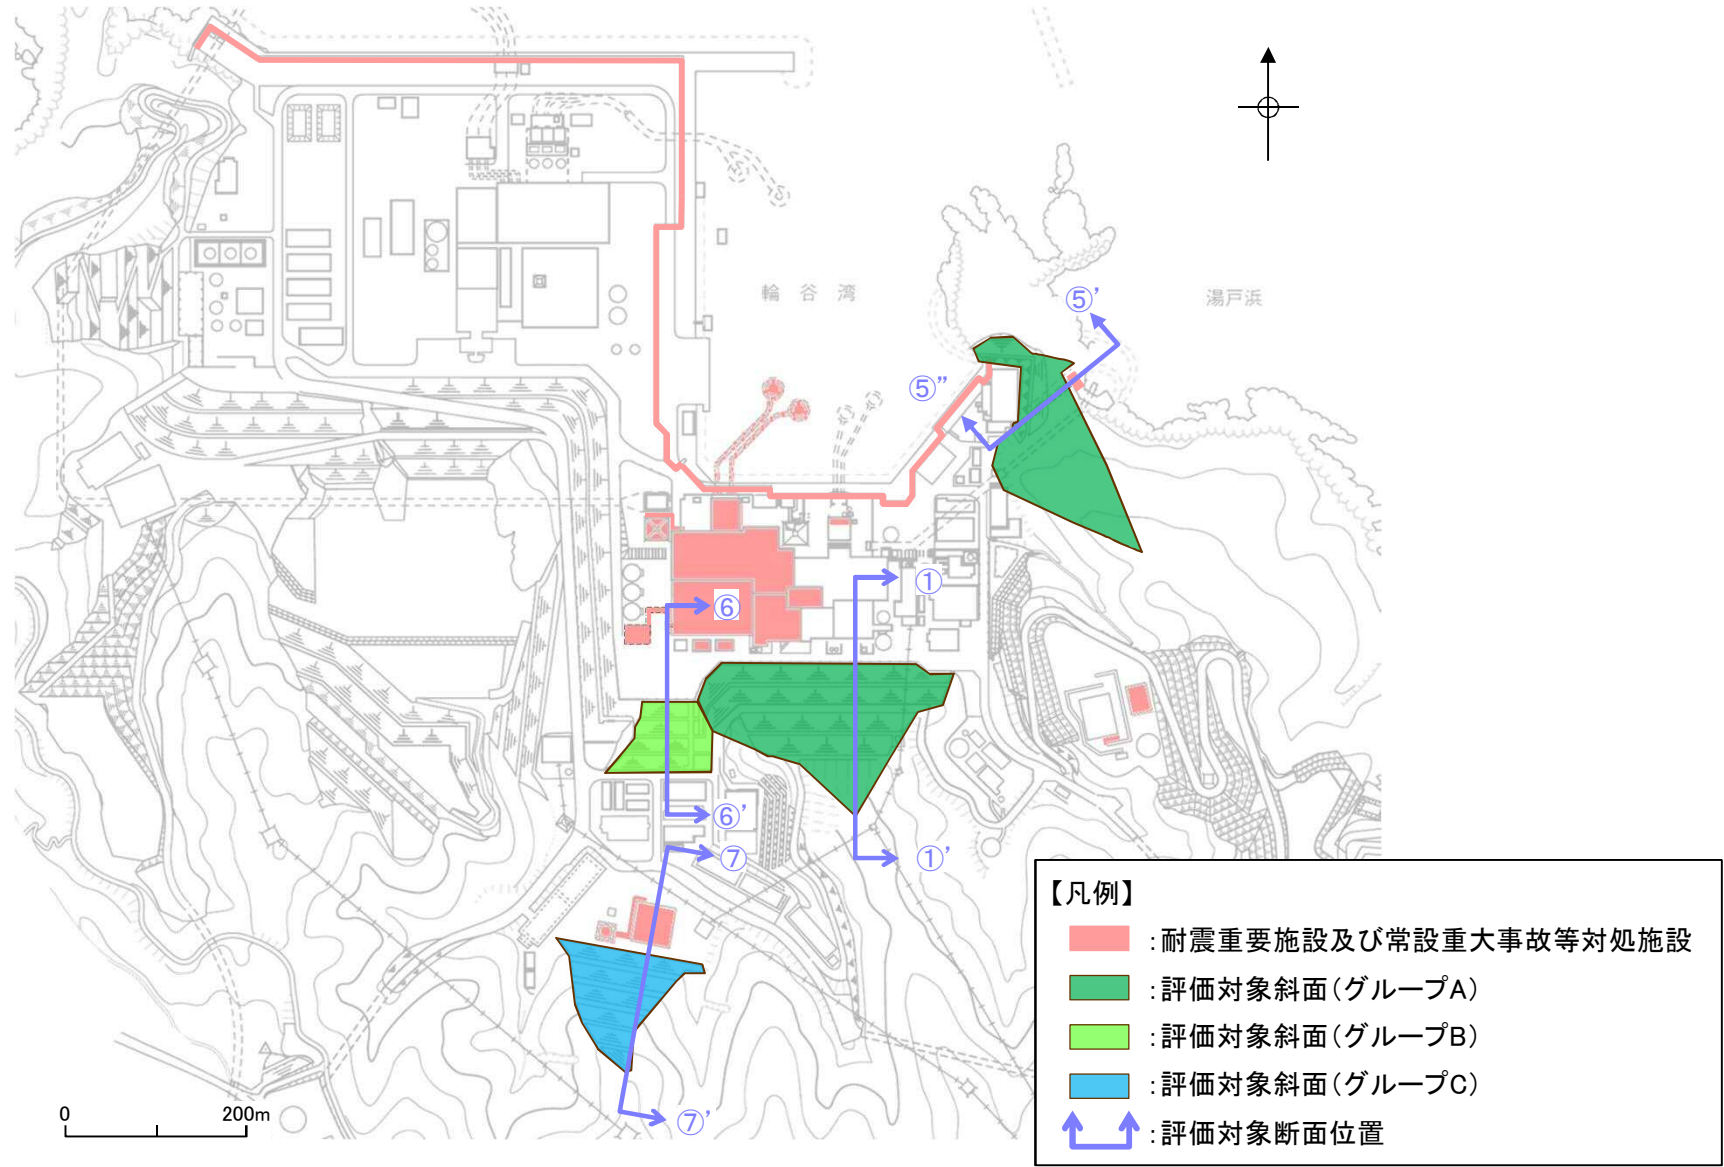 輪谷湾
湯戸浜
⑤’
⑤”
①
⑥
⑥’
⑦
①’
⑦’
0 200m
【凡例】
：耐震重要施設及び常設重大事故等対処施設
：評価対象斜面（グループA）
：評価対象斜面（グループB）
：評価対象斜面（グループC）
：評価対象断面位置